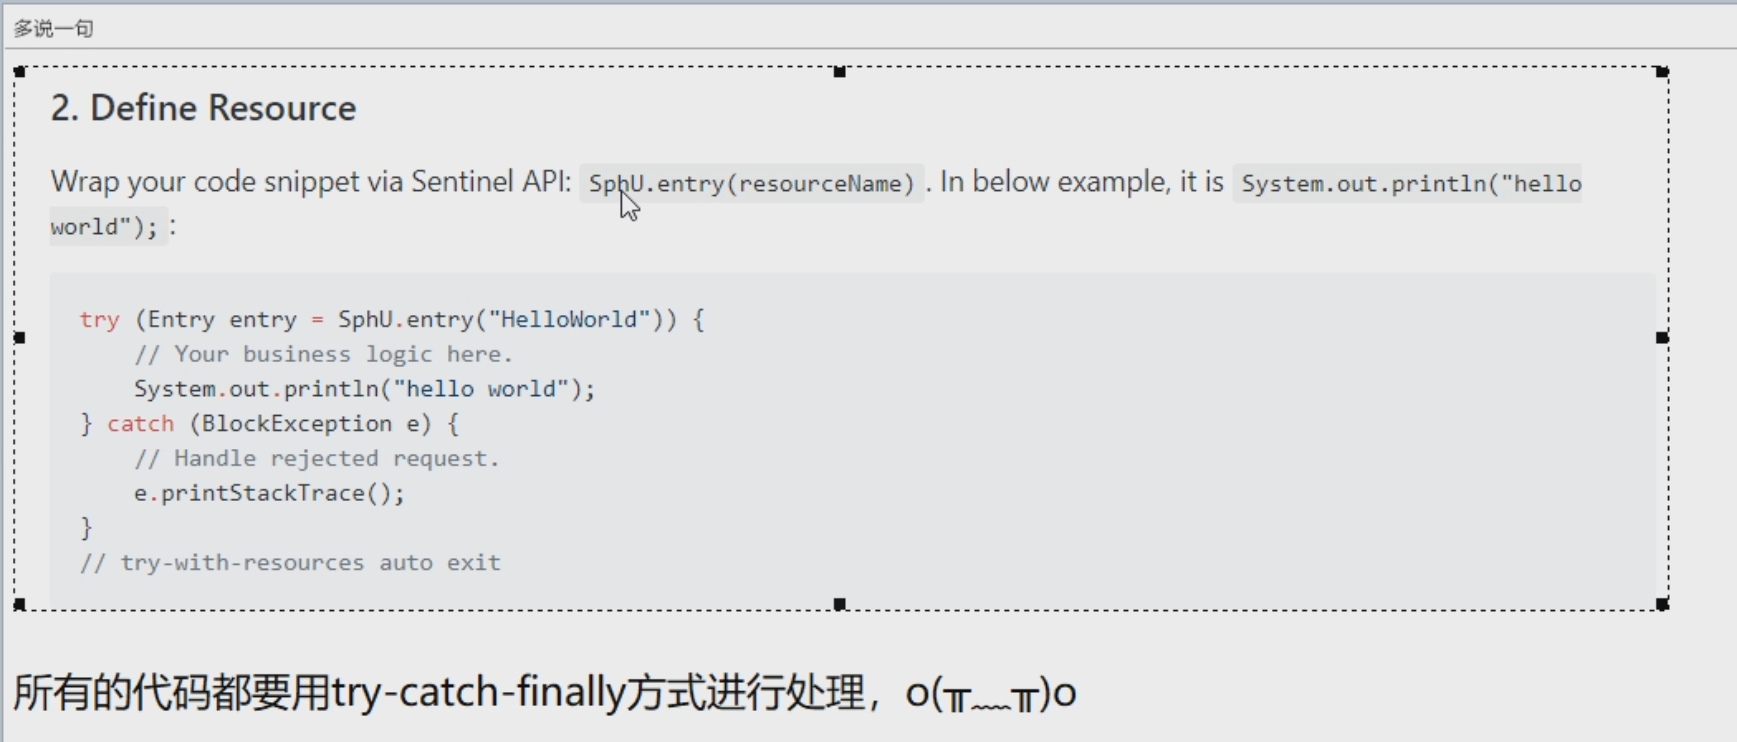 多说一句
2. Define Resource
Wrap your code snippet via Sentinel API: SphU.entry(resourceName) . In below example, it is System.out.println("hello
world"); :
try (Entry entry = SphU.entry("HelloWorld")) {
    // Your business logic here.
    System.out.println("hello world");
} catch (BlockException e) {
    // Handle rejected request.
    e.printStackTrace();
}
// try-with-resources auto exit
所有的代码都要用try-catch-finally方式进行处理，o(╥﹏╥)o